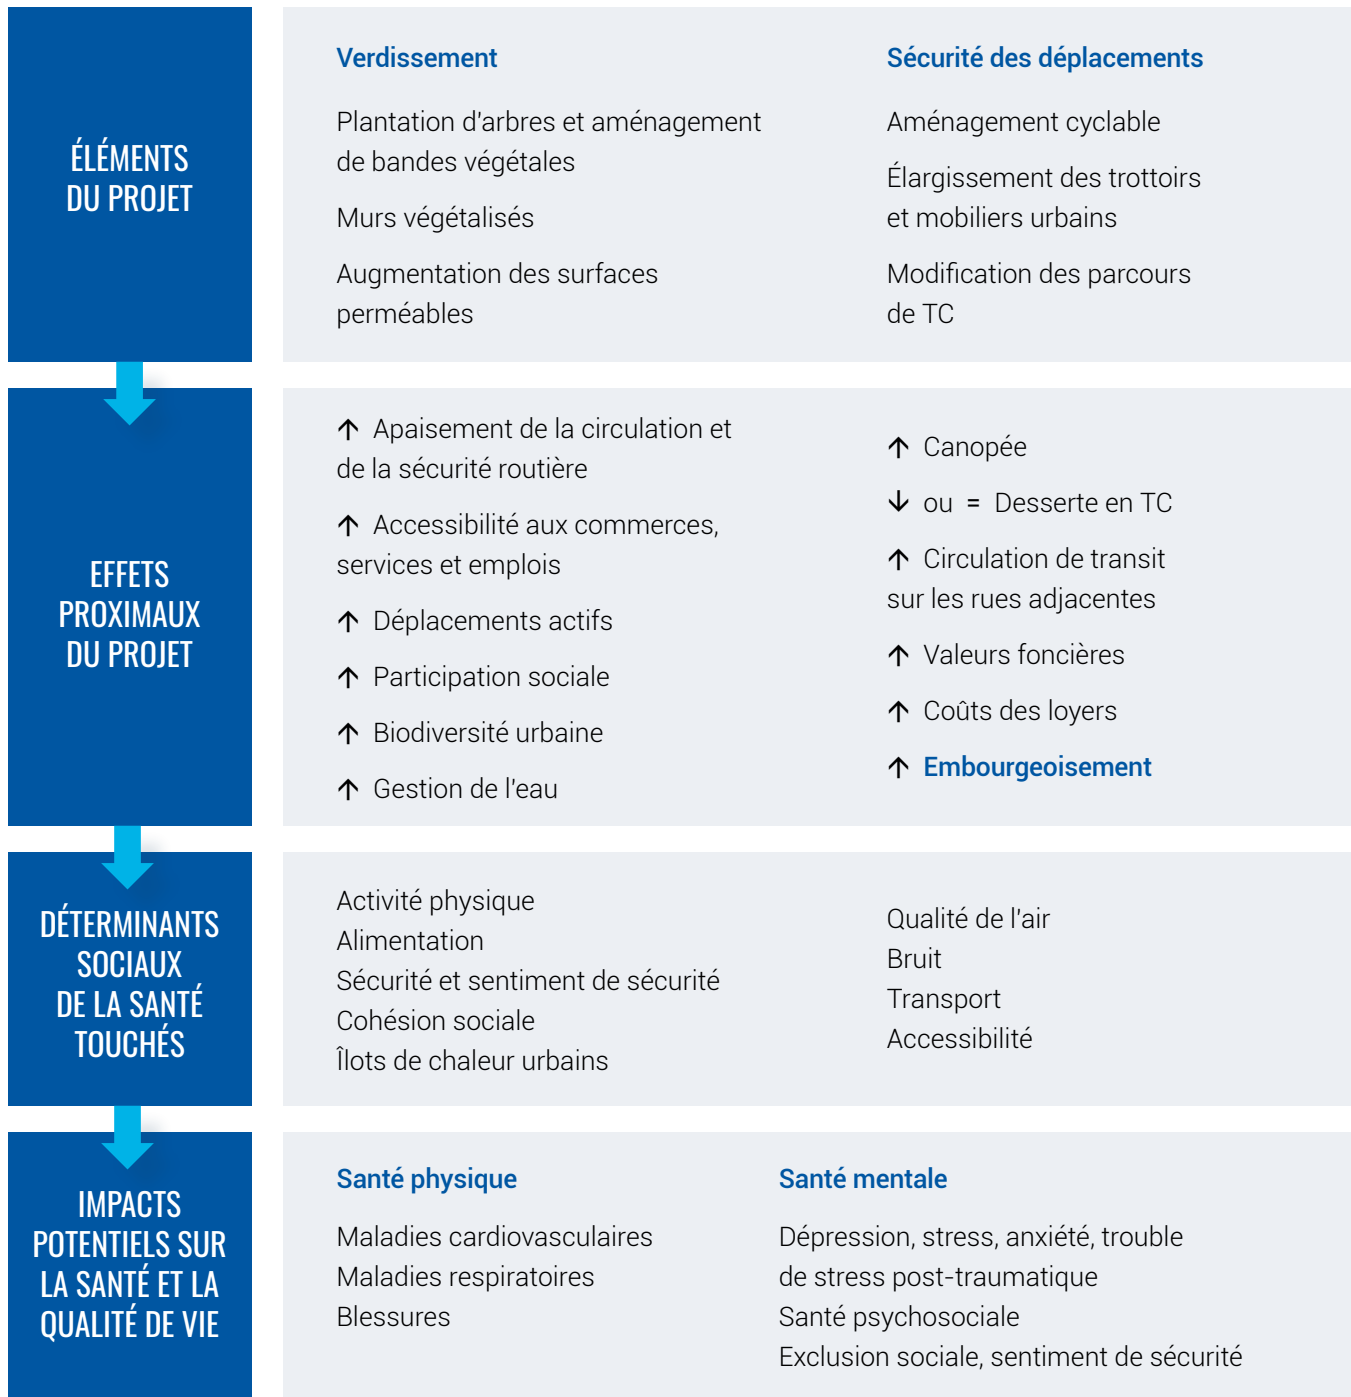 ÉLÉMENTS
DU PROJET
Verdissement
Plantation d'arbres et aménagement
de bandes végétales
Murs végétalisés
Augmentation des surfaces
perméables
Sécurité des déplacements
Aménagement cyclable
Élargissement des trottoirs
et mobiliers urbains
Modification des parcours
de TC
EFFETS
PROXIMAUX
DU PROJET
↑ Apaisement de la circulation et
de la sécurité routière
↑ Accessibilité aux commerces,
services et emplois
↑ Déplacements actifs
↑ Participation sociale
↑ Biodiversité urbaine
↑ Gestion de l'eau
↑ Canopée
↓ ou = Desserte en TC
↑ Circulation de transit
sur les rues adjacentes
↑ Valeurs foncières
↑ Coûts des loyers
↑ Embourgeoisement
DÉTERMINANTS
SOCIAUX
DE LA SANTÉ
TOUCHÉS
Activité physique
Alimentation
Sécurité et sentiment de sécurité
Cohésion sociale
Îlots de chaleur urbains
Qualité de l'air
Bruit
Transport
Accessibilité
IMPACTS
POTENTIELS SUR
LA SANTÉ ET LA
QUALITÉ DE VIE
Santé physique
Maladies cardiovasculaires
Maladies respiratoires
Blessures
Santé mentale
Dépression, stress, anxiété, trouble
de stress post-traumatique
Santé psychosociale
Exclusion sociale, sentiment de sécurité